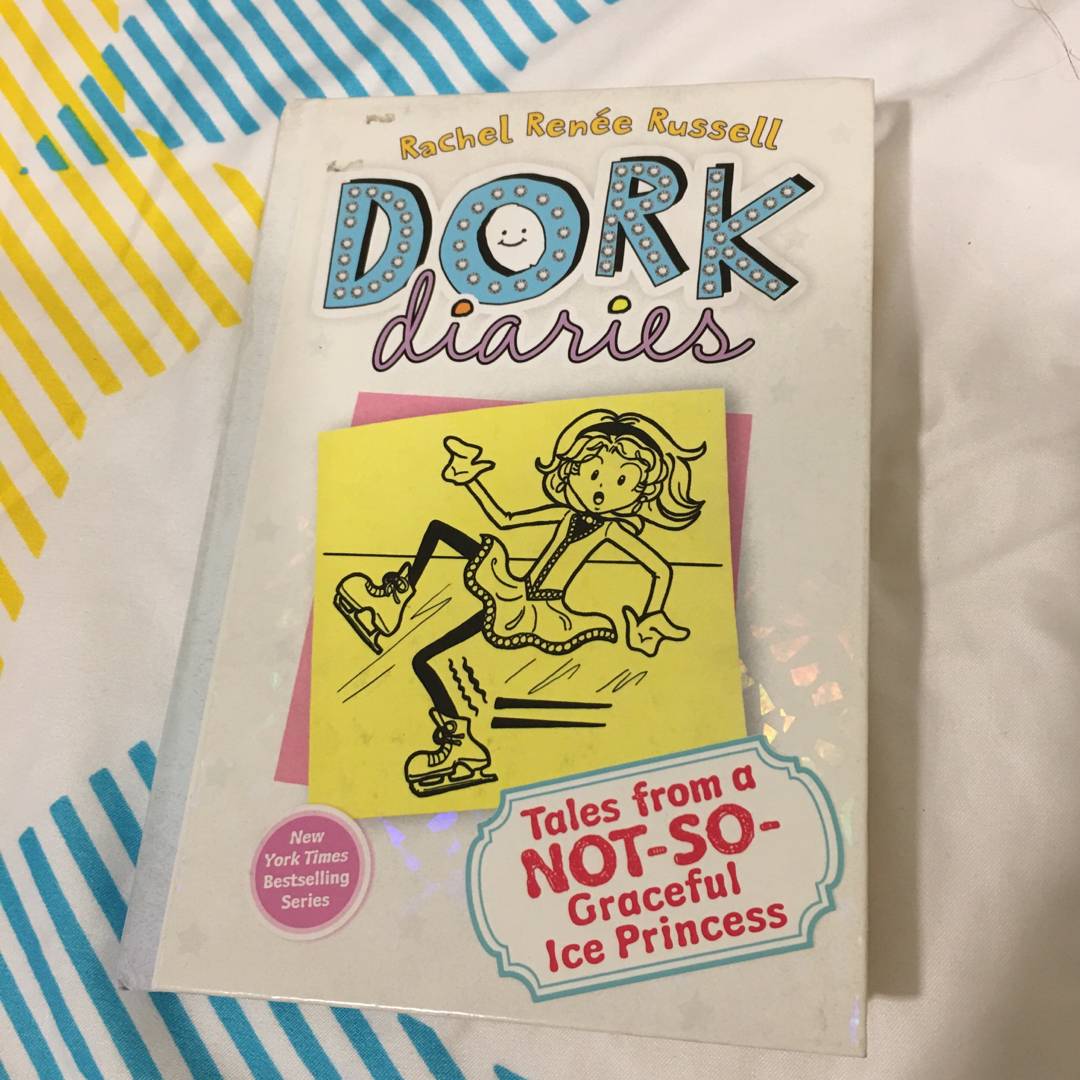 Rachel Renée Russell
DORK
diaries
Tales from a
NOT-SO-
Graceful
Ice Princess
New
York Times
Bestselling
Series